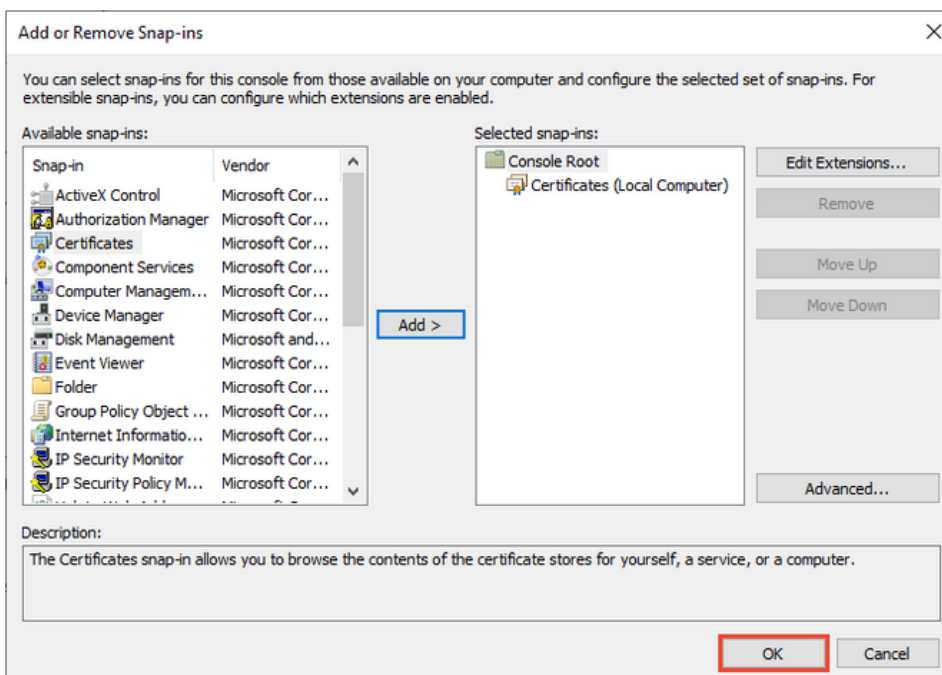 Add or Remove Snap-ins
You can select snap-ins for this console from those available on your computer and configure the selected set of snap-ins. For
extensible snap-ins, you can configure which extensions are enabled.
Available snap-ins:
Snap-in Vendor
ActiveX Control Microsoft Cor...
Authorization Manager Microsoft Cor...
Certificates Microsoft Cor...
Component Services Microsoft Cor...
Computer Managem... Microsoft Cor...
Device Manager Microsoft Cor...
Disk Management Microsoft and...
Event Viewer Microsoft Cor...
Folder Microsoft Cor...
Group Policy Object ... Microsoft Cor...
Internet Informatio... Microsoft Cor...
IP Security Monitor Microsoft Cor...
IP Security Policy M... Microsoft Cor...
Add >
Selected snap-ins:
Console Root
Certificates (Local Computer)
Edit Extensions...
Remove
Move Up
Move Down
Advanced...
Description:
The Certificates snap-in allows you to browse the contents of the certificate stores for yourself, a service, or a computer.
OK Cancel